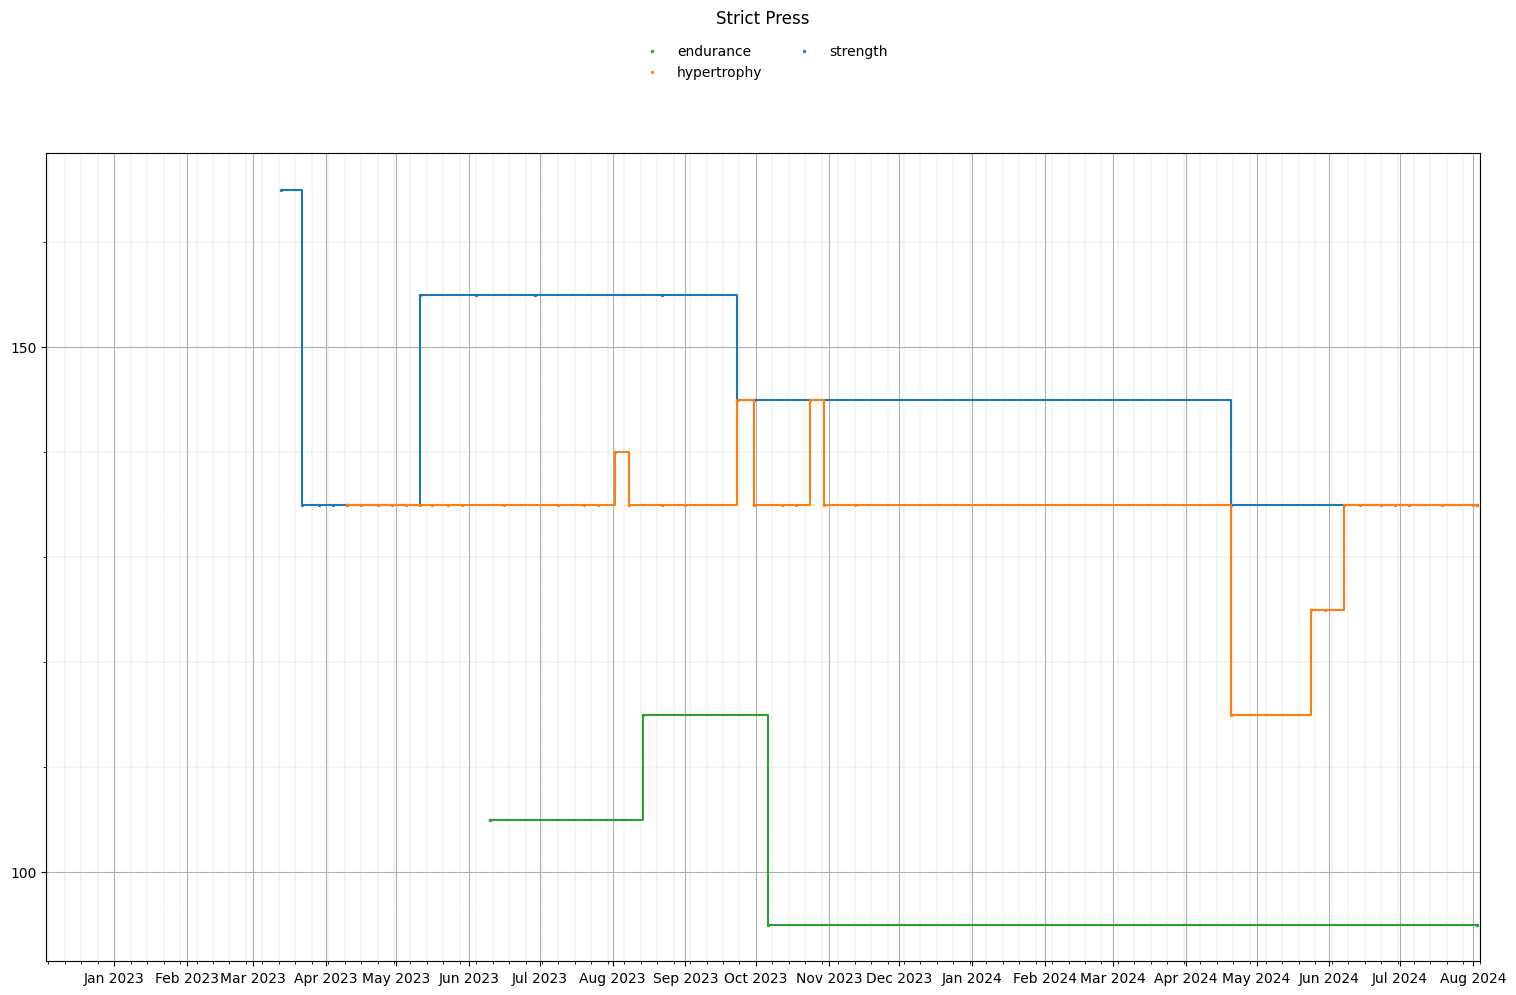 Strict Press
endurance strength
hypertrophy
150
100
Jan 2023 Feb 2023 Mar 2023 Apr 2023 May 2023 Jun 2023 Jul 2023 Aug 2023 Sep 2023 Oct 2023 Nov 2023 Dec 2023 Jan 2024 Feb 2024 Mar 2024 Apr 2024 May 2024 Jun 2024 Jul 2024 Aug 2024